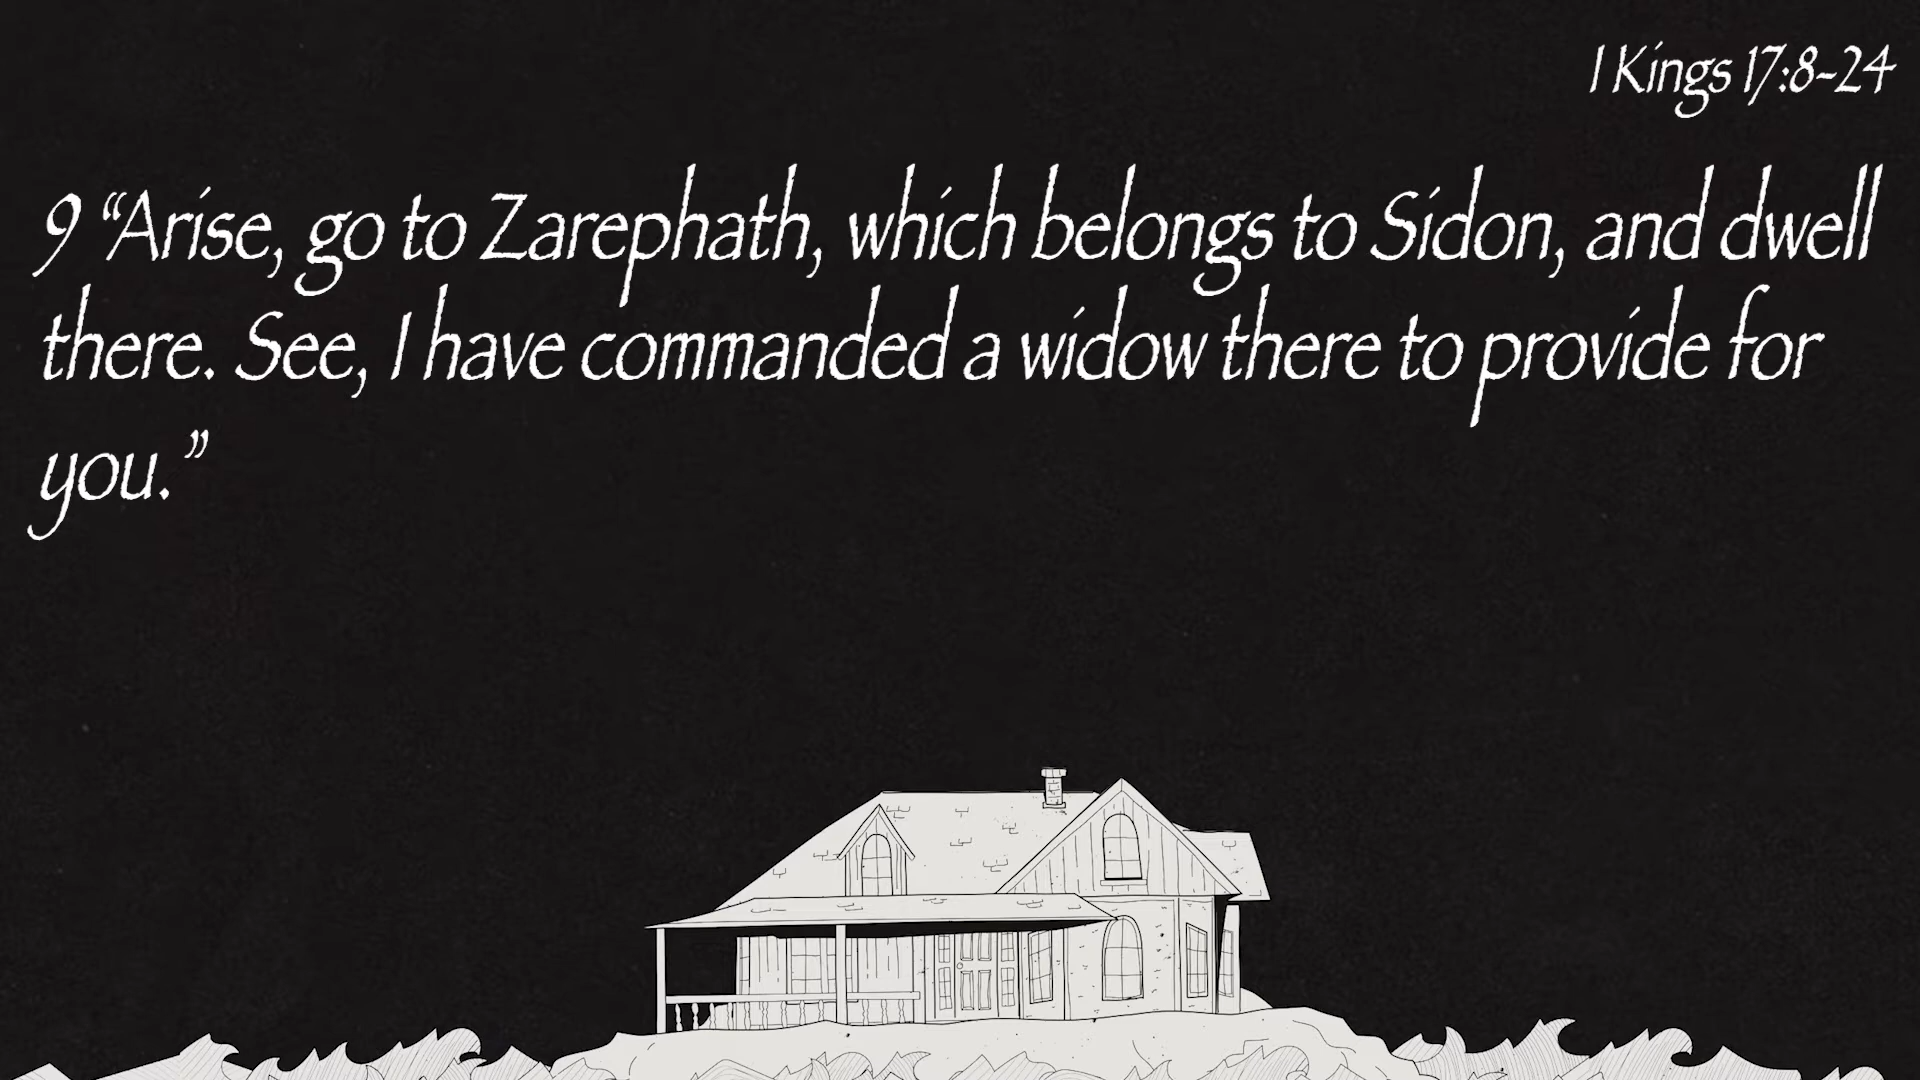 1 Kings 17:8-24
9 “Arise, go to Zarephath, which belongs to Sidon, and dwell
there. See, I have commanded a widow there to provide for
you.”